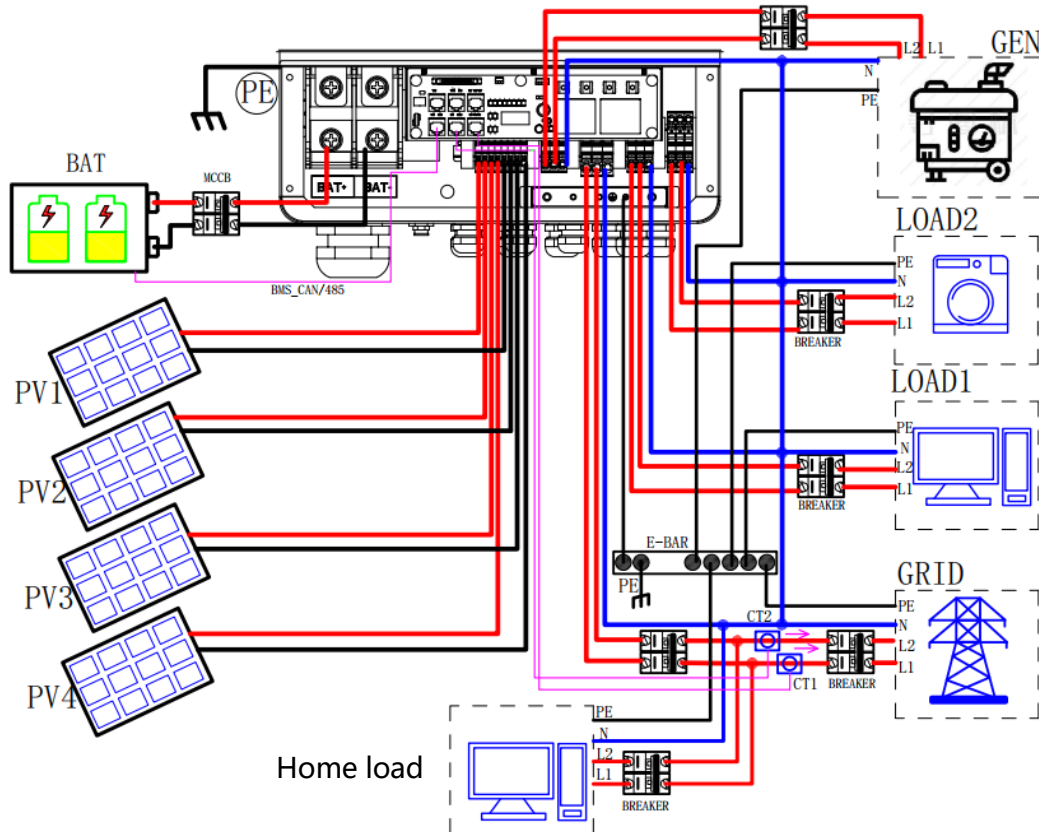 L2 L1
GEN
N
PE
PE
BAT
MCCB
BAT+ BAT-
BMS_CAN/485
LOAD2
PE
N
L2
L1
BREAKER
PV1
LOAD1
PE
N
L2
L1
BREAKER
PV2
E-BAR
PE
GRID
PV3
CT2
PE
N
L2
L1
CT1
BREAKER
PV4
PE
N
Home load
L2
L1
BREAKER